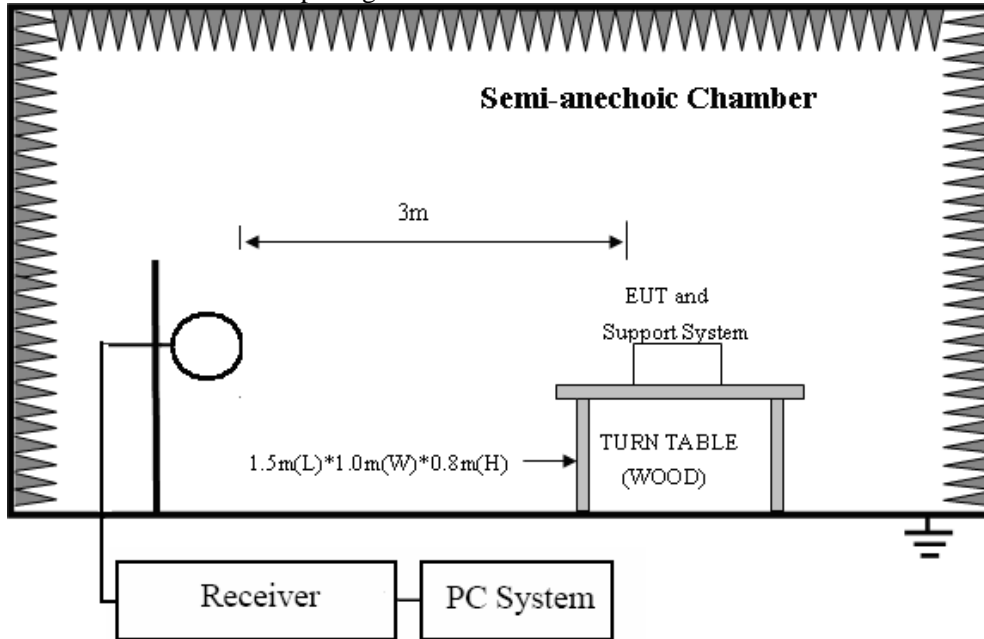 Semi-anechoic Chamber
3m
EUT and
Support System
1.5m(L)*1.0m(W)*0.8m(H)
TURN TABLE
(WOOD)
Receiver
PC System